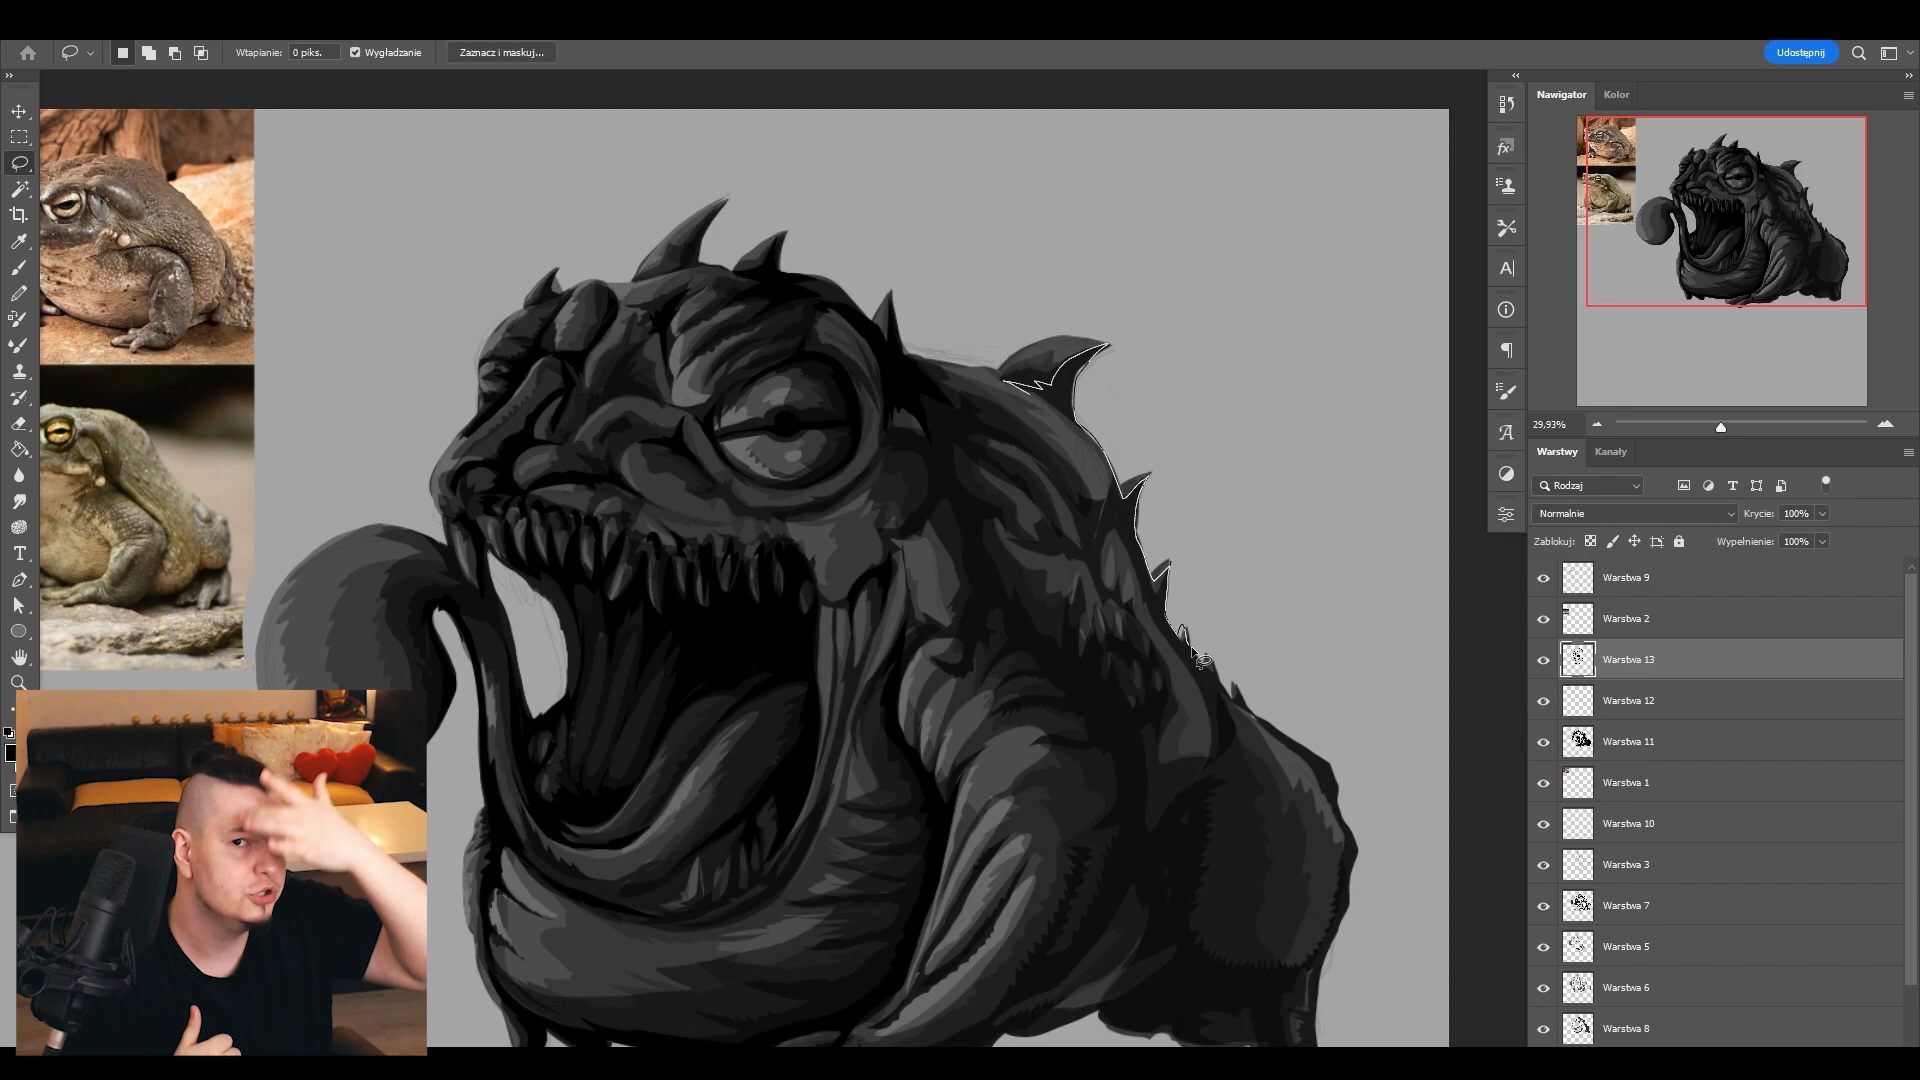 Wtapianie: 0 piks. Wygładzanie Zaznacz i maskuj... Udostępnij
Nawigator Kolor
29,93%
Warstwy Kanały
Rodzaj
Normalnie Krycie: 100%
Zablokuj: Wypełnienie: 100%
Warstwa 9
Warstwa 2
Warstwa 13
Warstwa 12
Warstwa 11
Warstwa 1
Warstwa 10
Warstwa 3
Warstwa 7
Warstwa 5
Warstwa 6
Warstwa 8